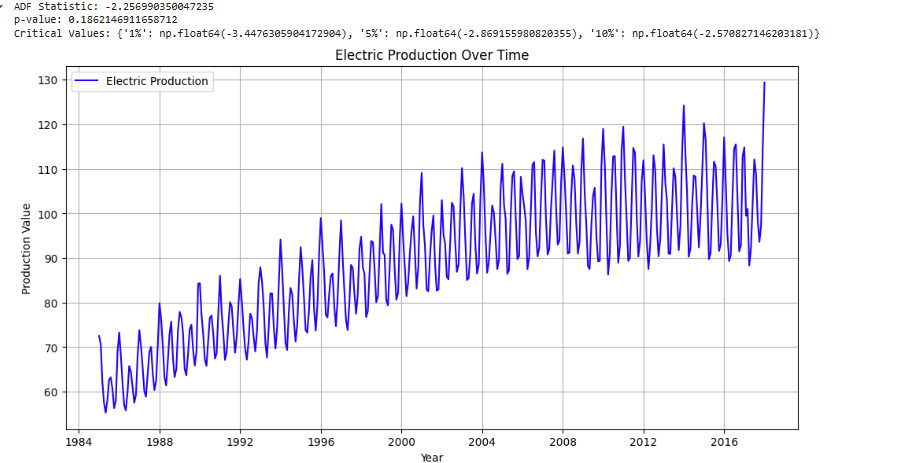 ADF Statistic: -2.256990350047235
p-value: 0.1862146911658712
Critical Values: {'1%': np.float64(-3.4476305904172904), '5%': np.float64(-2.869155980820355), '10%': np.float64(-2.570827146203181)}
Electric Production Over Time
Electric Production
130
120
110
100
90
80
70
60
Production Value
1984 1988 1992 1996 2000 2004 2008 2012 2016
Year